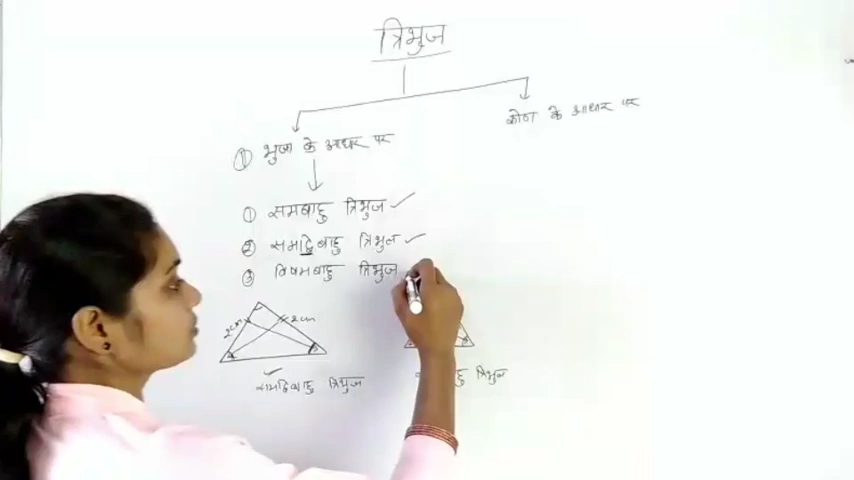 त्रिभुज
कोण के आधार पर
① भुजा के आधार पर
① समबाहु त्रिभुज ✓
② समद्विबाहु त्रिभुज ✓
③ विषमबाहु त्रिभुज
2cm 2cm
समद्विबाहु त्रिभुज
त्रिभुज